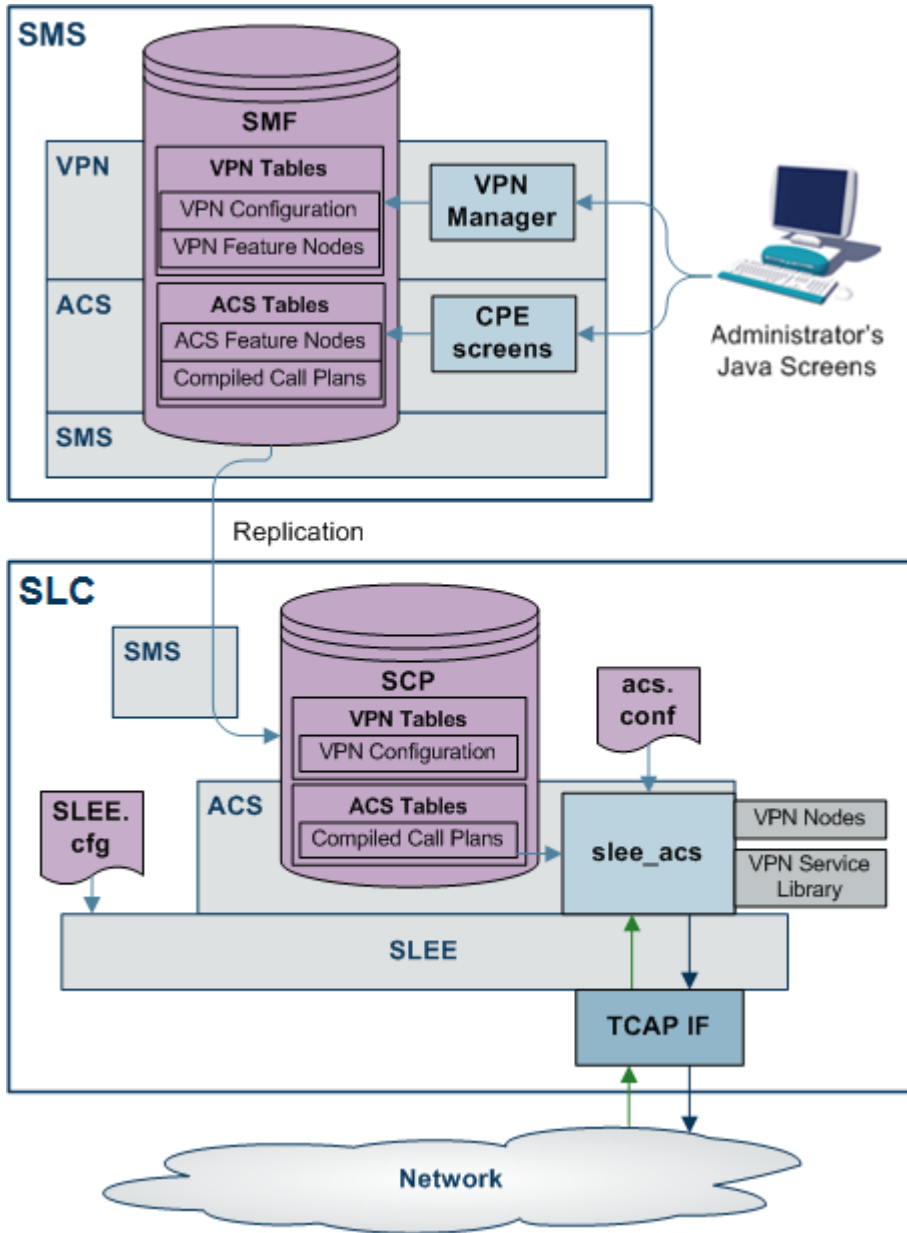 SMS
SMF
VPN
VPN Tables
VPN Configuration
VPN Feature Nodes
VPN
Manager
ACS
ACS Tables
ACS Feature Nodes
Compiled Call Plans
CPE
screens
Administrator's
Java Screens
SMS
Replication
SLC
SMS
SCP
VPN Tables
VPN Configuration
acs.
conf
SLEE.
cfg
ACS
ACS Tables
Compiled Call Plans
slee_acs
VPN Nodes
VPN Service
Library
SLEE
TCAP IF
Network